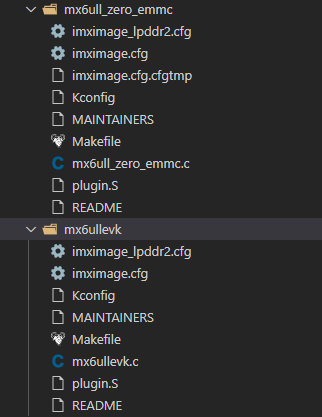 mx6ull_zero_emmc
imximage_lpddr2.cfg
imximage.cfg
imximage.cfg.cfgtmp
Kconfig
MAINTAINERS
Makefile
mx6ull_zero_emmc.c
plugin.S
README
mx6ullevk
imximage_lpddr2.cfg
imximage.cfg
Kconfig
MAINTAINERS
Makefile
mx6ullevk.c
plugin.S
README